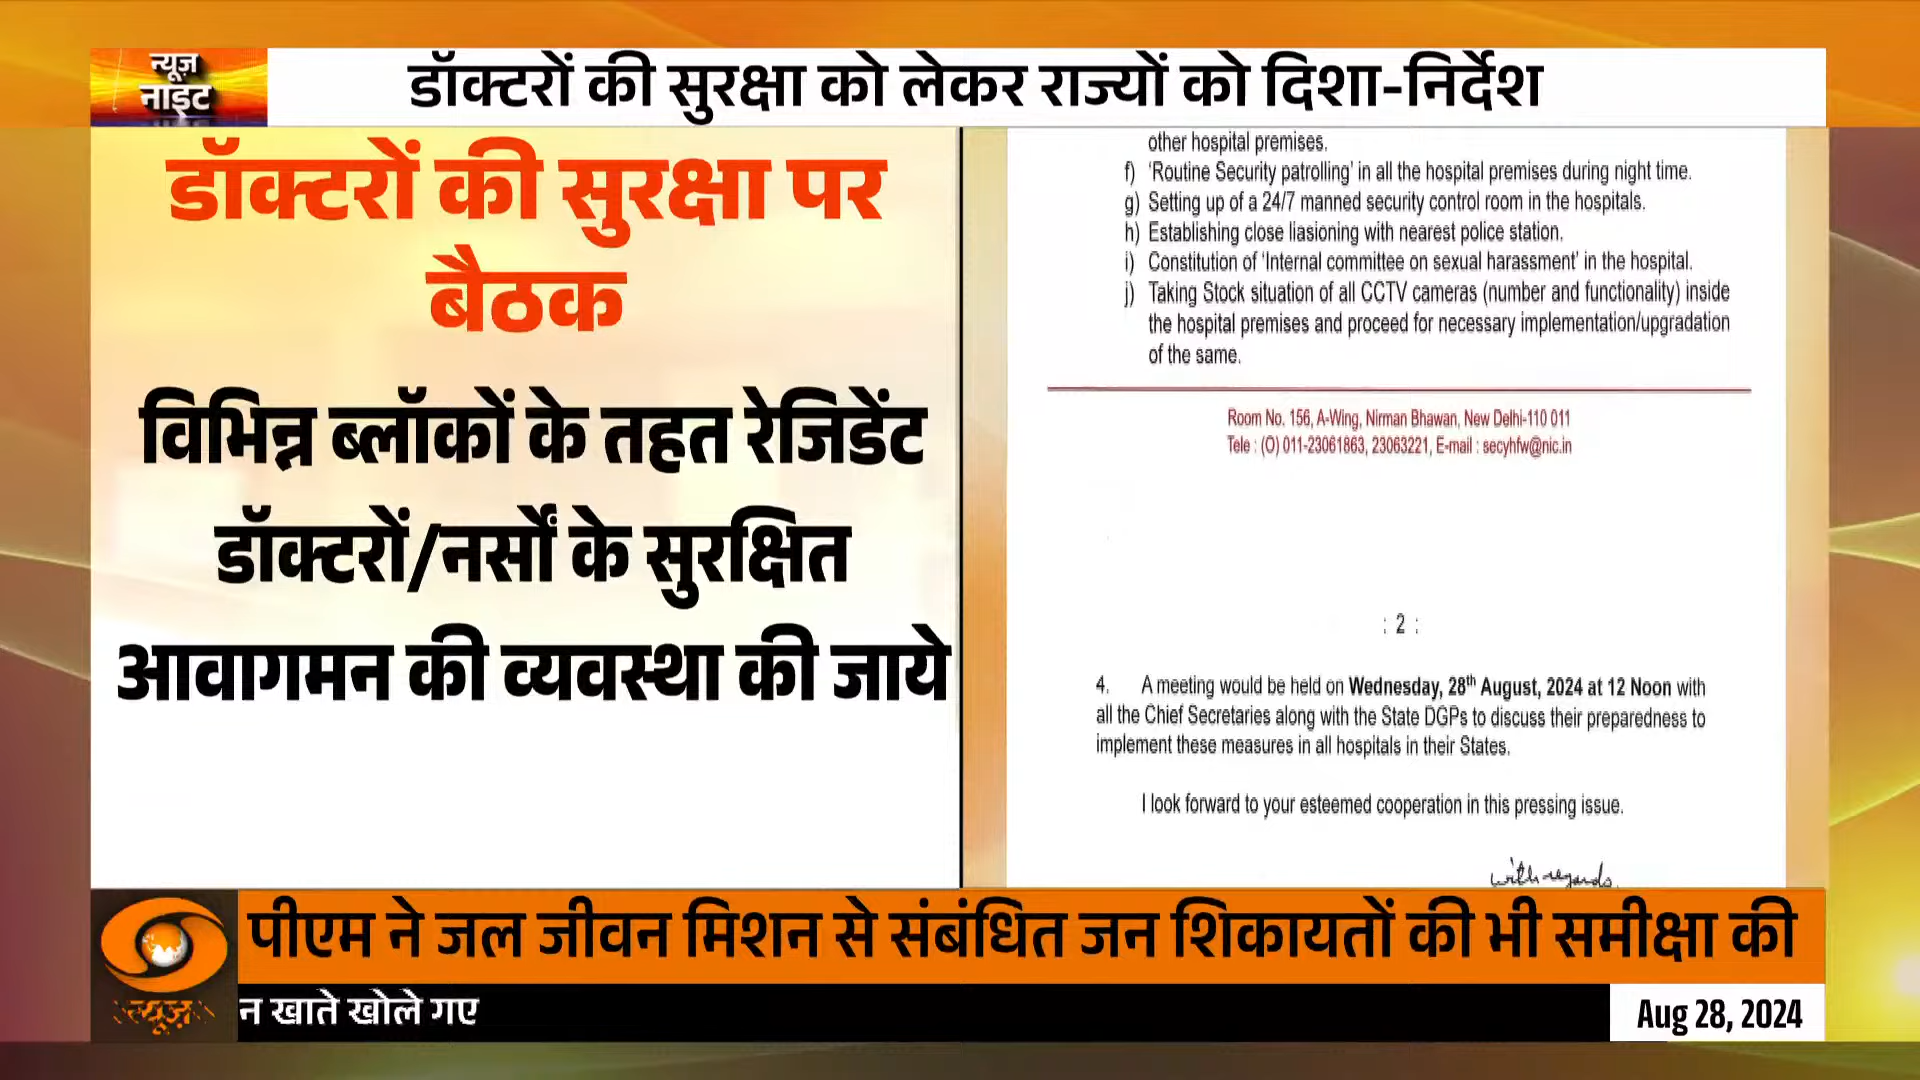 न्यूज़
नाइट
डॉक्टरों की सुरक्षा को लेकर राज्यों को दिशा-निर्देश
डॉक्टरों की सुरक्षा पर
बैठक
विभिन्न ब्लॉकों के तहत रेजिडेंट
डॉक्टरों/नर्सों के सुरक्षित
आवागमन की व्यवस्था की जाये
other hospital premises.
f) 'Routine Security patrolling' in all the hospital premises during night time.
g) Setting up of a 24/7 manned security control room in the hospitals.
h) Establishing close liasioning with nearest police station.
i) Constitution of 'Internal committee on sexual harassment' in the hospital.
j) Taking Stock situation of all CCTV cameras (number and functionality) inside
the hospital premises and proceed for necessary implementation/upgradation
of the same.
Room No. 156, A-Wing, Nirman Bhawan, New Delhi-110 011
Tele : (O) 011-23061863, 23063221, E-mail : secyhfw@nic.in
: 2 :
4. A meeting would be held on Wednesday, 28th August, 2024 at 12 Noon with
all the Chief Secretaries along with the State DGPs to discuss their preparedness to
implement these measures in all hospitals in their States.
I look forward to your esteemed cooperation in this pressing issue.
with regards.
पीएम ने जल जीवन मिशन से संबंधित जन शिकायतों की भी समीक्षा की
न्यूज़
न खाते खोले गए
Aug 28, 2024